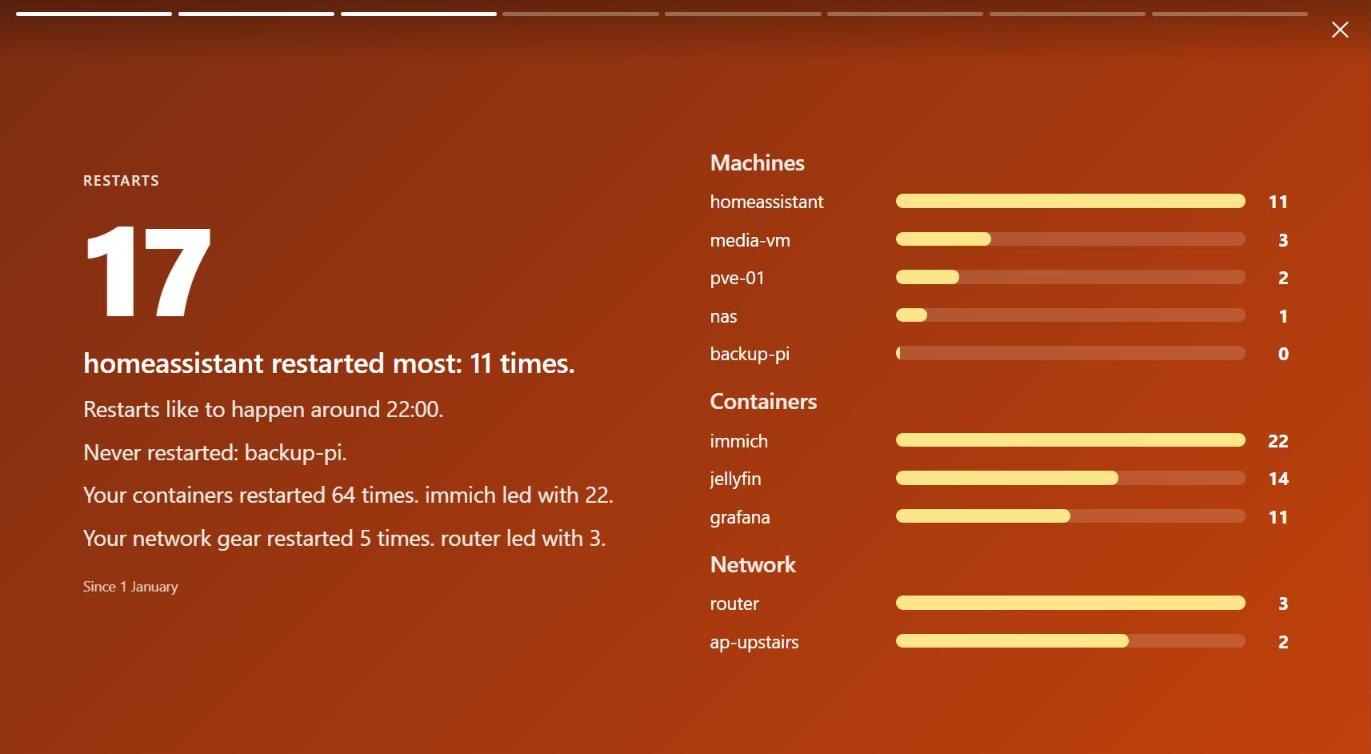 RESTARTS
17
homeassistant restarted most: 11 times.
Restarts like to happen around 22:00.
Never restarted: backup-pi.
Your containers restarted 64 times. immich led with 22.
Your network gear restarted 5 times. router led with 3.
Since 1 January
Machines
homeassistant 11
media-vm 3
pve-01 2
nas 1
backup-pi 0
Containers
immich 22
jellyfin 14
grafana 11
Network
router 3
ap-upstairs 2